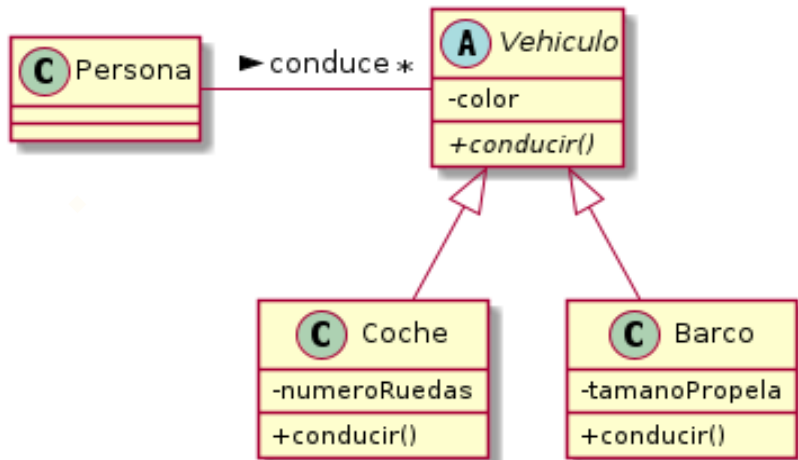 C Persona
► conduce *
A Vehiculo
-color
+conducir()
C Coche
-numeroRuedas
+conducir()
C Barco
-tamanoPropela
+conducir()